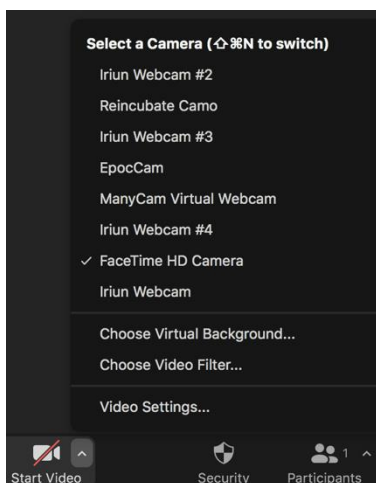 Select a Camera (⇧⌘N to switch)
Iriun Webcam #2
Reincubate Camo
Iriun Webcam #3
EpocCam
ManyCam Virtual Webcam
Iriun Webcam #4
✓ FaceTime HD Camera
Iriun Webcam
Choose Virtual Background...
Choose Video Filter...
Video Settings...
1
Start Video Security Participants